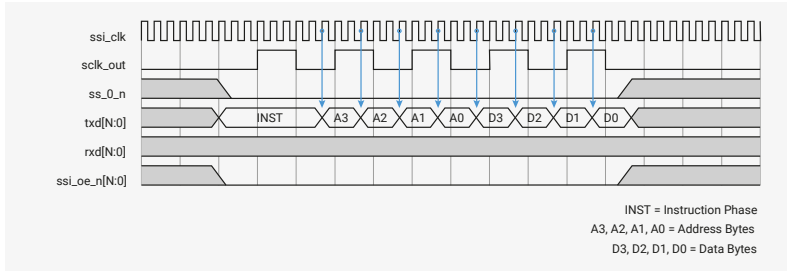 ssi_clk
sclk_out
ss_0_n
txd[N:0] INST A3 A2 A1 A0 D3 D2 D1 D0
rxd[N:0]
ssi_oe_n[N:0]
INST = Instruction Phase
A3, A2, A1, A0 = Address Bytes
D3, D2, D1, D0 = Data Bytes